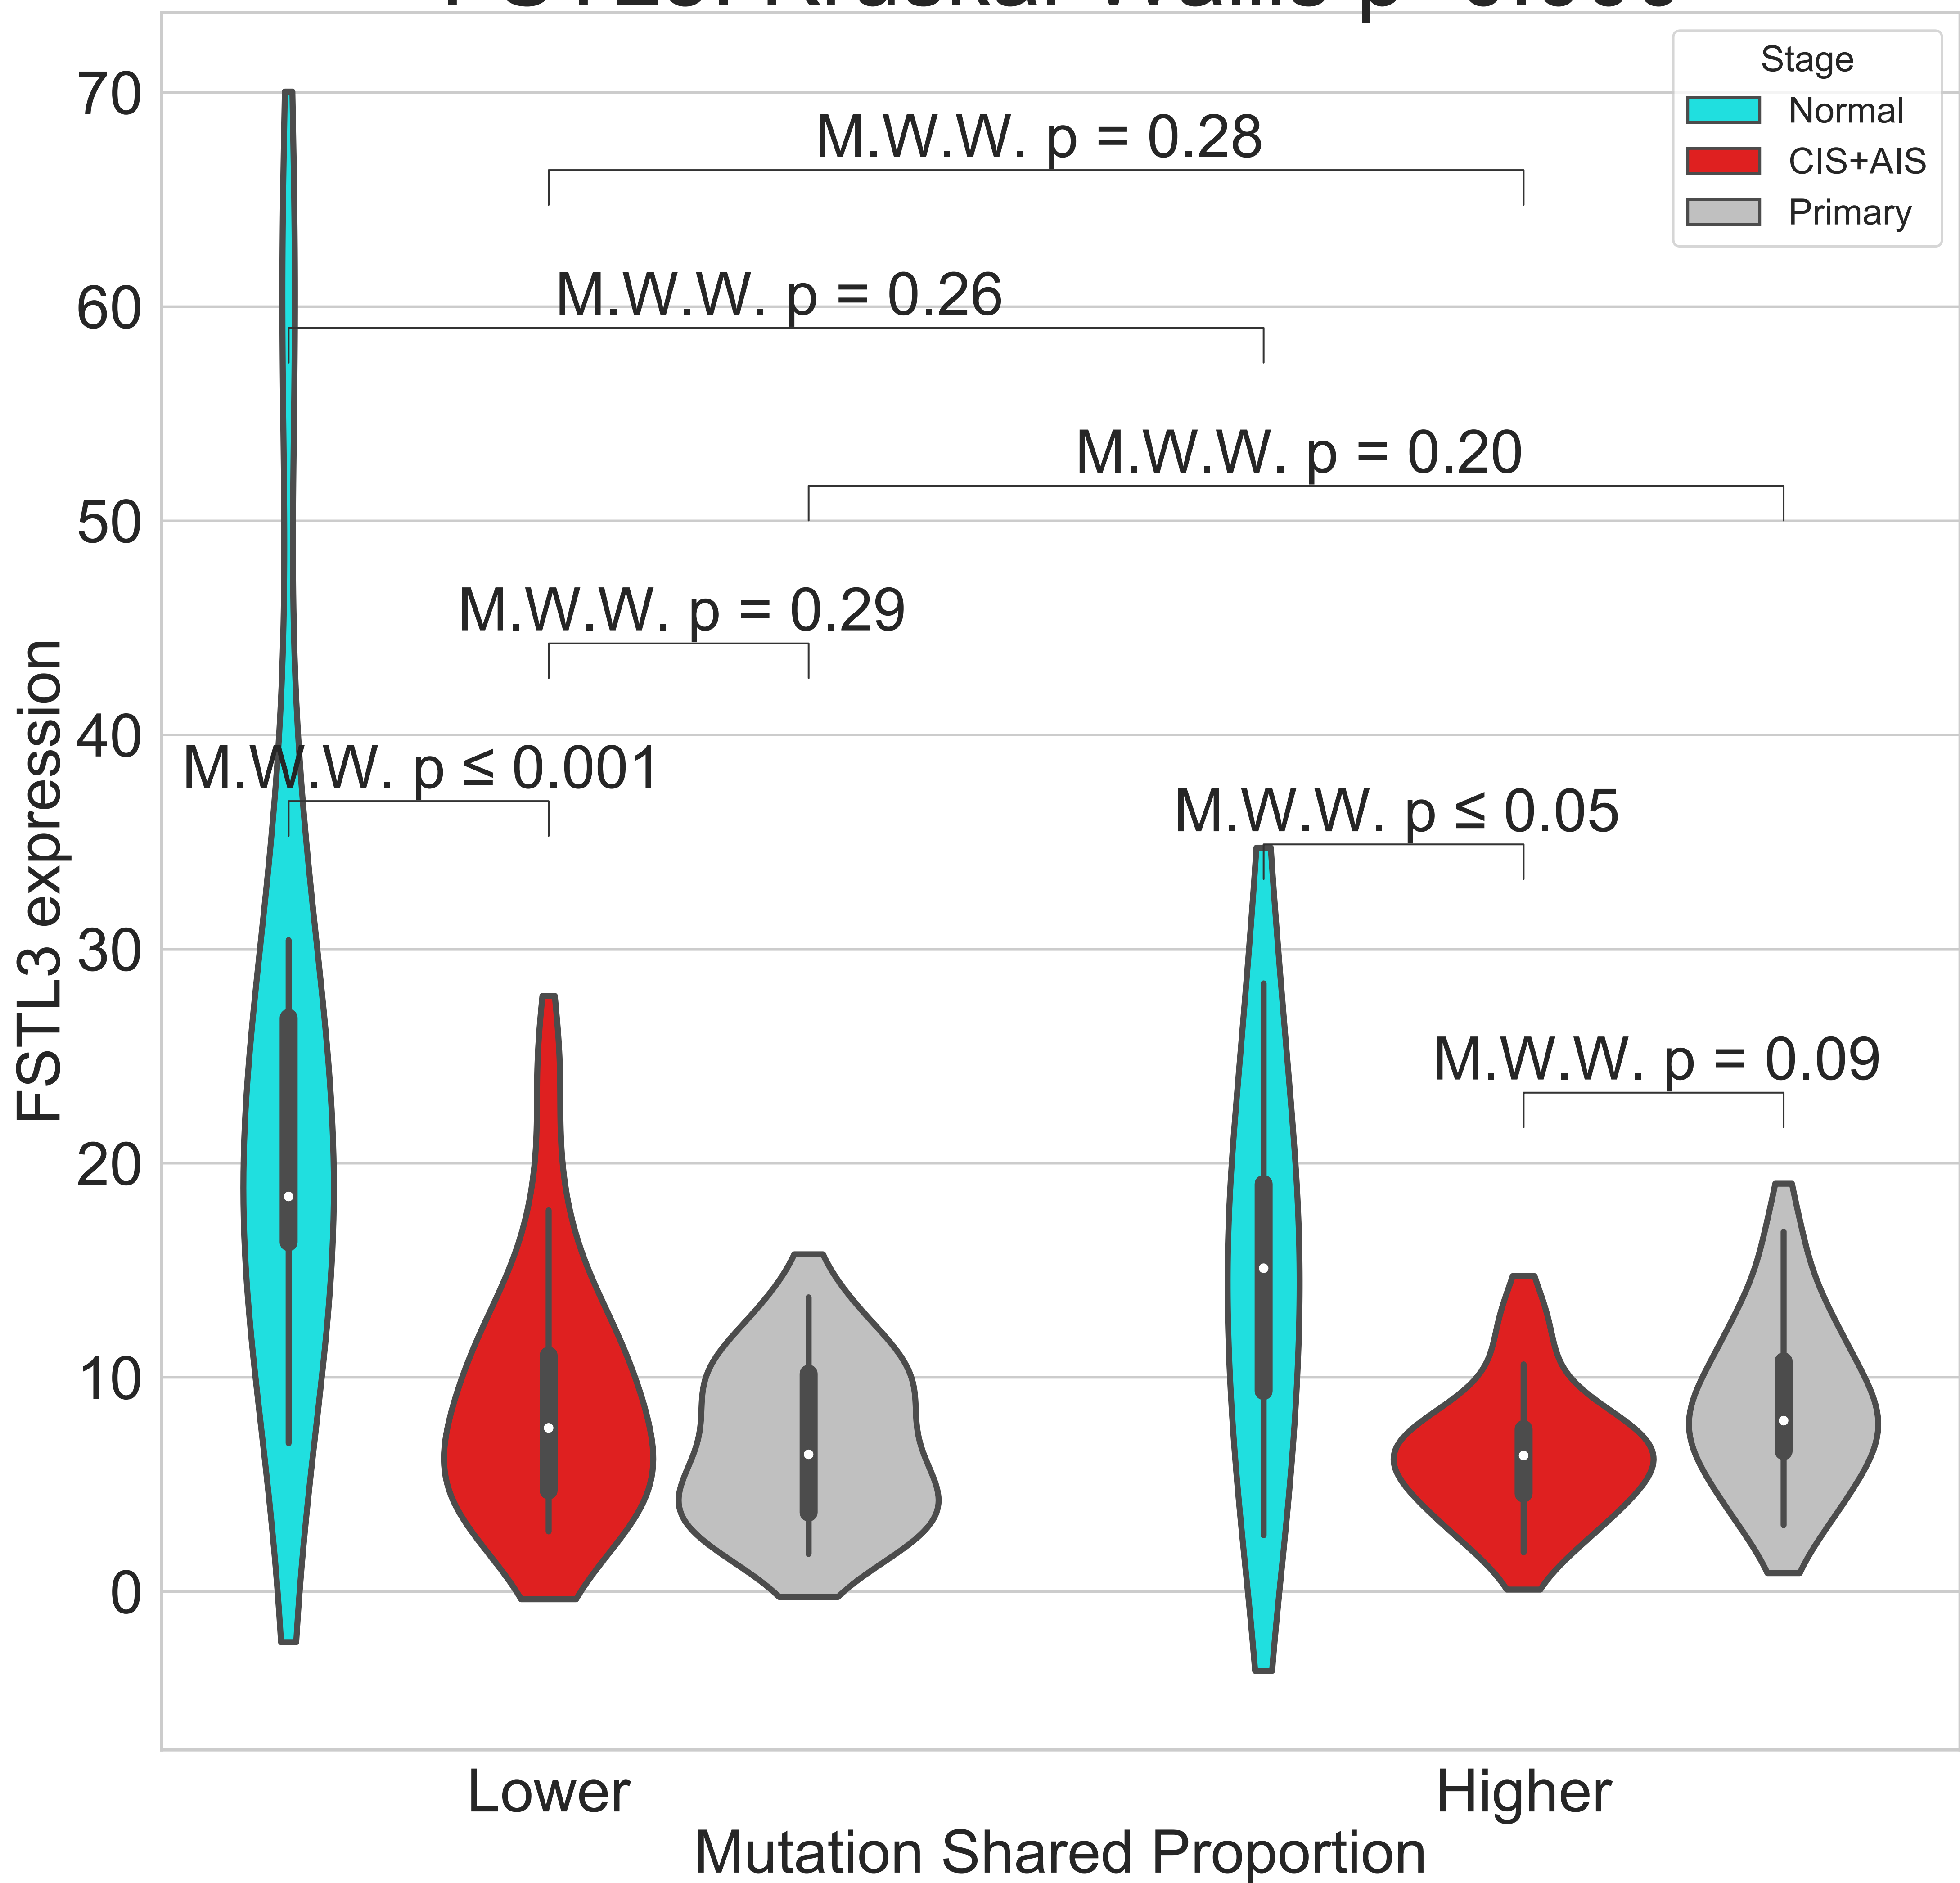 Stage
Normal
CIS+AIS
Primary
70
60
50
40
30
20
10
0
FSTL3 expression
M.W.W. p = 0.28
M.W.W. p = 0.26
M.W.W. p = 0.20
M.W.W. p = 0.29
M.W.W. p ≤ 0.001
M.W.W. p ≤ 0.05
M.W.W. p = 0.09
Lower
Higher
Mutation Shared Proportion